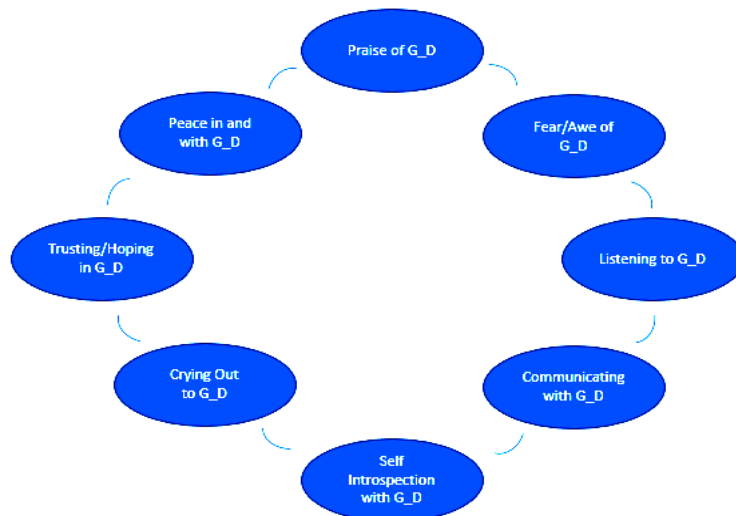 Praise of G_D
Fear/Awe of
G_D
Listening to G_D
Communicating
with G_D
Self
Introspection
with G_D
Crying Out
to G_D
Trusting/Hoping
in G_D
Peace in and
with G_D